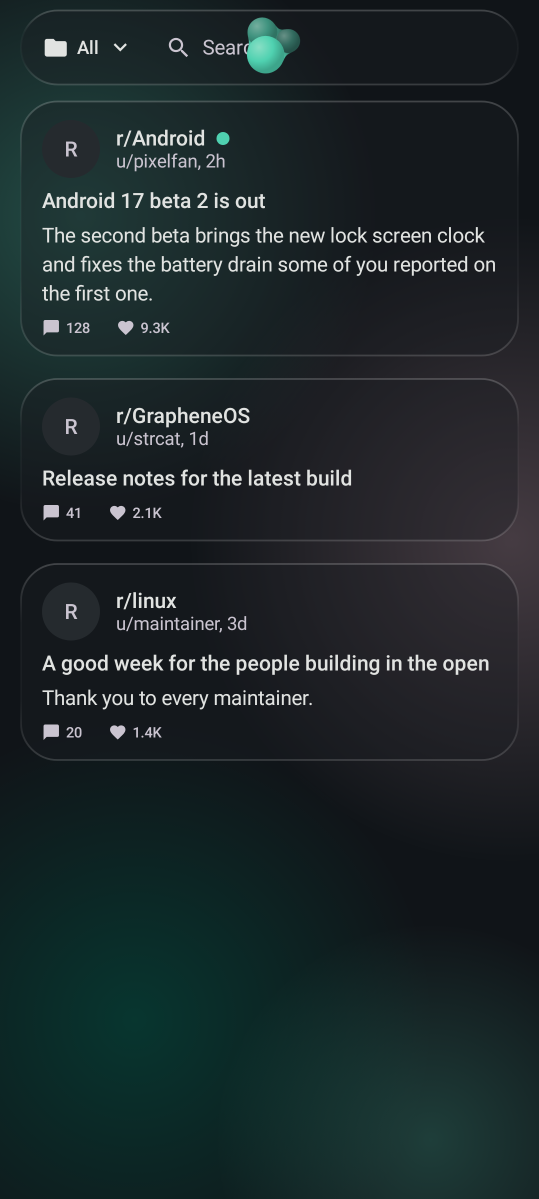 All
R
r/Android
u/pixelfan, 2h
Android 17 beta 2 is out
The second beta brings the new lock screen clock
and fixes the battery drain some of you reported on
the first one.
128 9.3K
R
r/GrapheneOS
u/strcat, 1d
Release notes for the latest build
41 2.1K
R
r/linux
u/maintainer, 3d
A good week for the people building in the open
Thank you to every maintainer.
20 1.4K